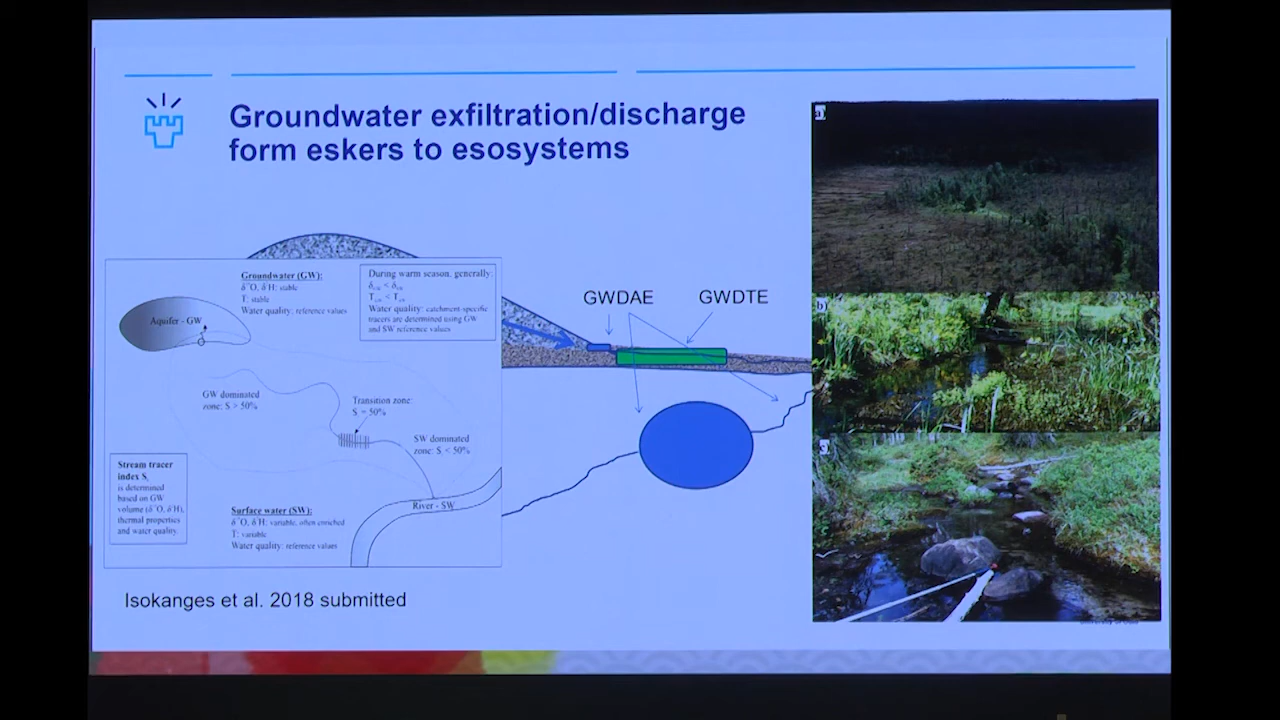 Groundwater exfiltration/discharge
form eskers to esosystems
a)
Groundwater (GW):
δ¹⁸O, δ²H: stable
T: stable
Water quality: reference values
During warm season, generally:
Water quality: catchment-specific
tracers are determined using GW
and SW reference values
Aquifer - GW
GWDAE
GWDTE
b)
GW dominated
zone: S > 50%
Transition zone:
S = 50%
SW dominated
zone: S < 50%
c)
Stream tracer
index S,
is determined
based on GW
volume (δ¹⁸O, δ²H),
thermal properties
and water quality.
River - SW
Surface water (SW):
δ¹⁸O, δ²H: variable, often enriched
T: variable
Water quality: reference values
Isokanges et al. 2018 submitted